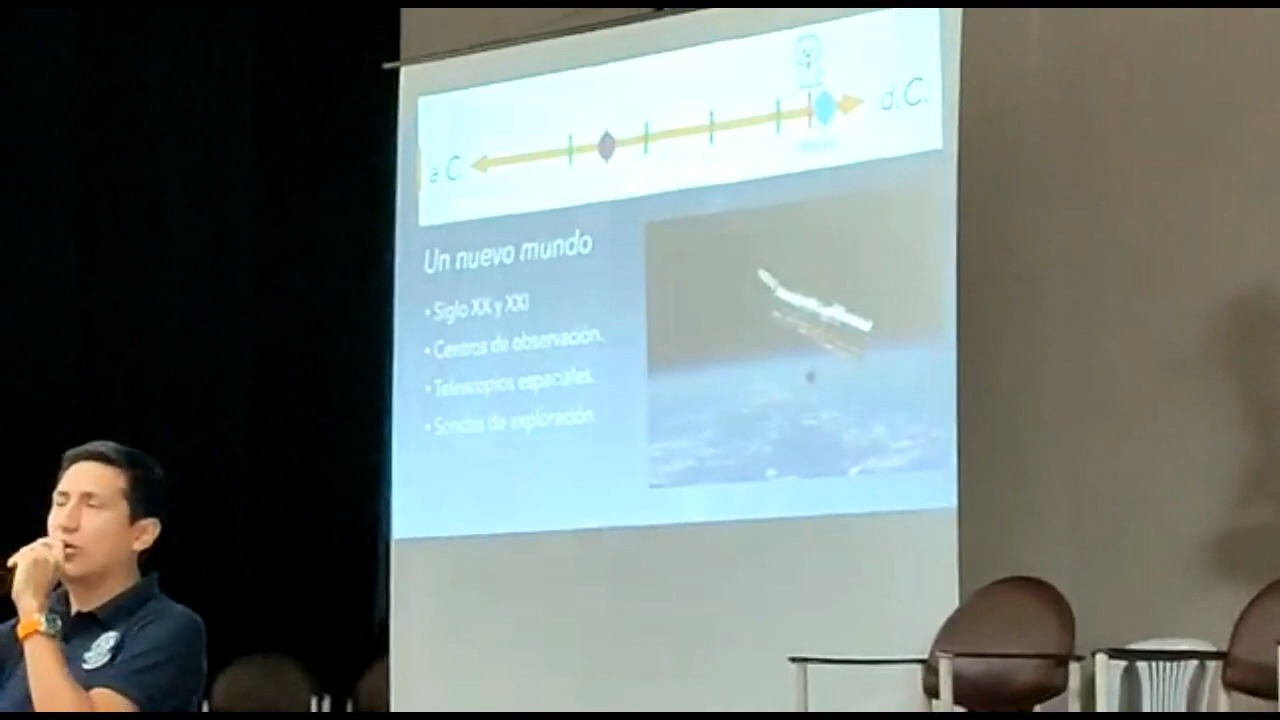 a.C.
d.C.
Un nuevo mundo
• Siglo XX y XXI
• Centros de observación.
• Telescopios espaciales.
• Sondas de exploración.